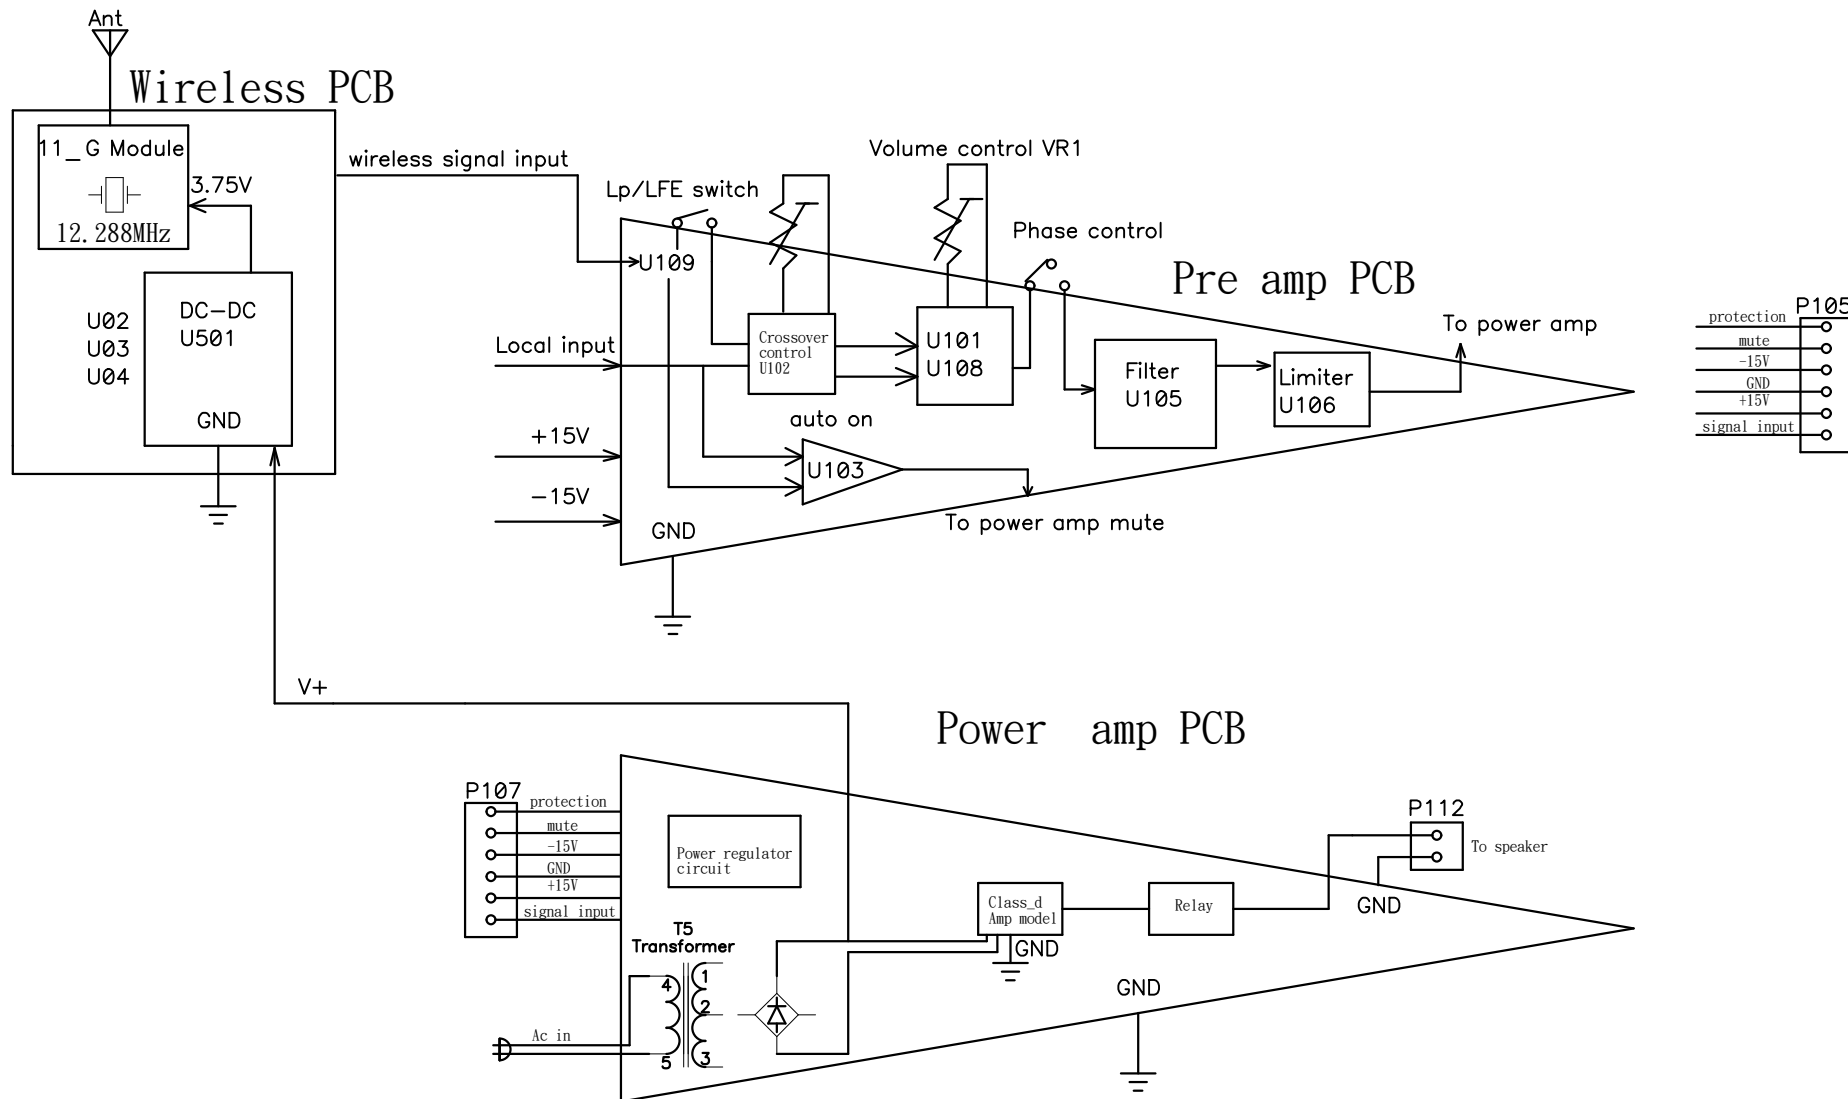 Ant
Wireless PCB
11_G Module
3.75V
12.288MHz
U02
U03
U04
DC-DC
U501
GND
wireless signal input
Lp/LFE switch
Volume control VR1
Phase control
Pre amp PCB
U109
Local input
Crossover
control
U102
U101
U108
Filter
U105
Limiter
U106
To power amp
auto on
U103
+15V
-15V
GND
To power amp mute
P105
protection
mute
-15V
GND
+15V
signal input
V+
Power amp PCB
P107
protection
mute
-15V
GND
+15V
signal input
Power regulator
circuit
T5
Transformer
4
5
1
2
3
Ac in
Class_d
Amp model
GND
Relay
P112
To speaker
GND
GND